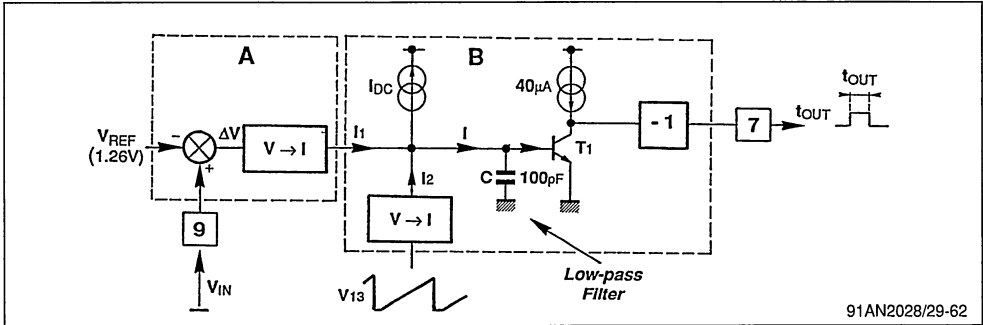 A
B
I_DC
40µA
t_OUT
V_REF
(1.26V)
−
+
ΔV
V → I
I_1
I
I_2
C
100pF
T_1
- 1
7
t_OUT
9
V → I
V_IN
V_13
Low-pass
Filter
91AN2028/29-62